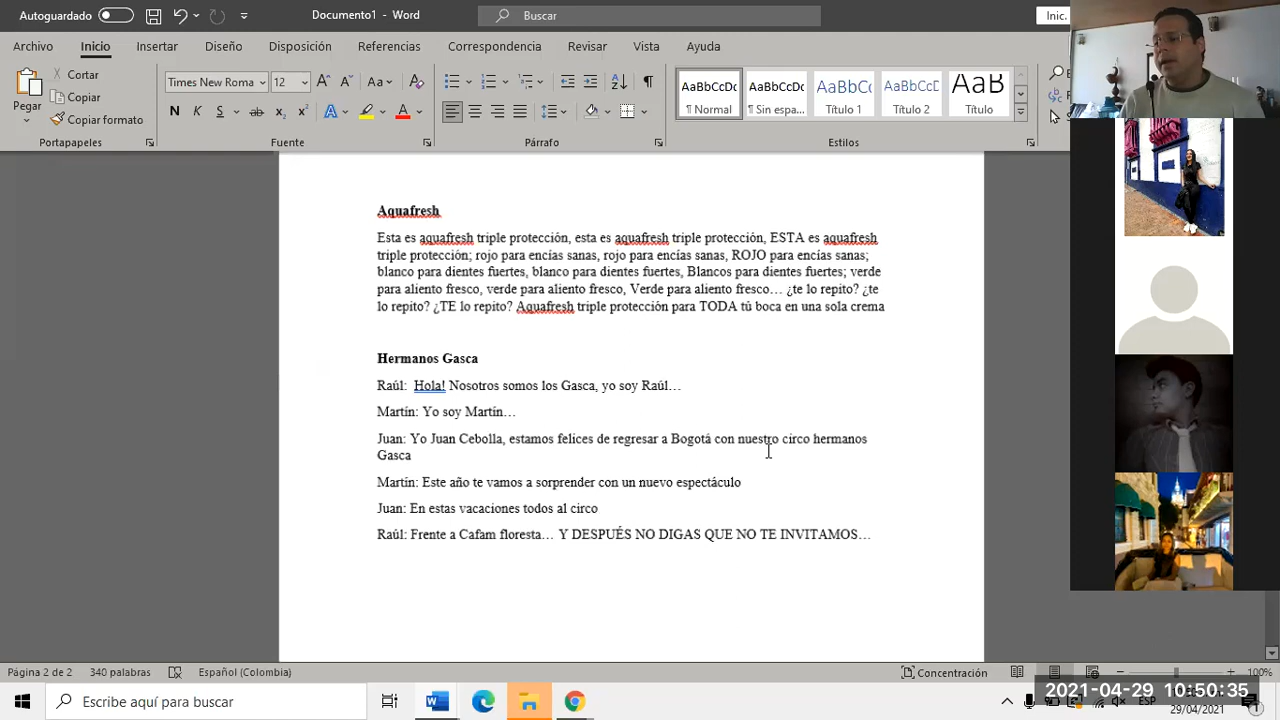 Autoguardado
Documento1 - Word
Buscar
Inic.
Archivo Inicio Insertar Diseño Disposición Referencias Correspondencia Revisar Vista Ayuda
Pegar
Cortar
Copiar
Copiar formato
Portapapeles
Times New Roma 12
N K S ab
Fuente
Párrafo
AaBbCcDc AaBbCcDc AaBbCcD AaBbCcD AaB
¶ Normal ¶ Sin espa... Título 1 Título 2 Título
Estilos
Aquafresh
Esta es aquafresh triple protección, esta es aquafresh triple protección, ESTA es aquafresh
triple protección; rojo para encías sanas, rojo para encías sanas, ROJO para encías sanas;
blanco para dientes fuertes, blanco para dientes fuertes, Blancos para dientes fuertes; verde
para aliento fresco, verde para aliento fresco, Verde para aliento fresco… ¿te lo repito? ¿te
lo repito? ¿TE lo repito? Aquafresh triple protección para TODA tú boca en una sola crema
Hermanos Gasca
Raúl:  Hola! Nosotros somos los Gasca, yo soy Raúl…
Martín: Yo soy Martín…
Juan: Yo Juan Cebolla, estamos felices de regresar a Bogotá con nuestro circo hermanos
Gasca
Martín: Este año te vamos a sorprender con un nuevo espectáculo
Juan: En estas vacaciones todos al circo
Raúl: Frente a Cafam floresta… Y DESPUÉS NO DIGAS QUE NO TE INVITAMOS…
Página 2 de 2 340 palabras Español (Colombia) Concentración 100%
Escribe aquí para buscar
2021-04-29 10:50:35
ESP
29/04/2021